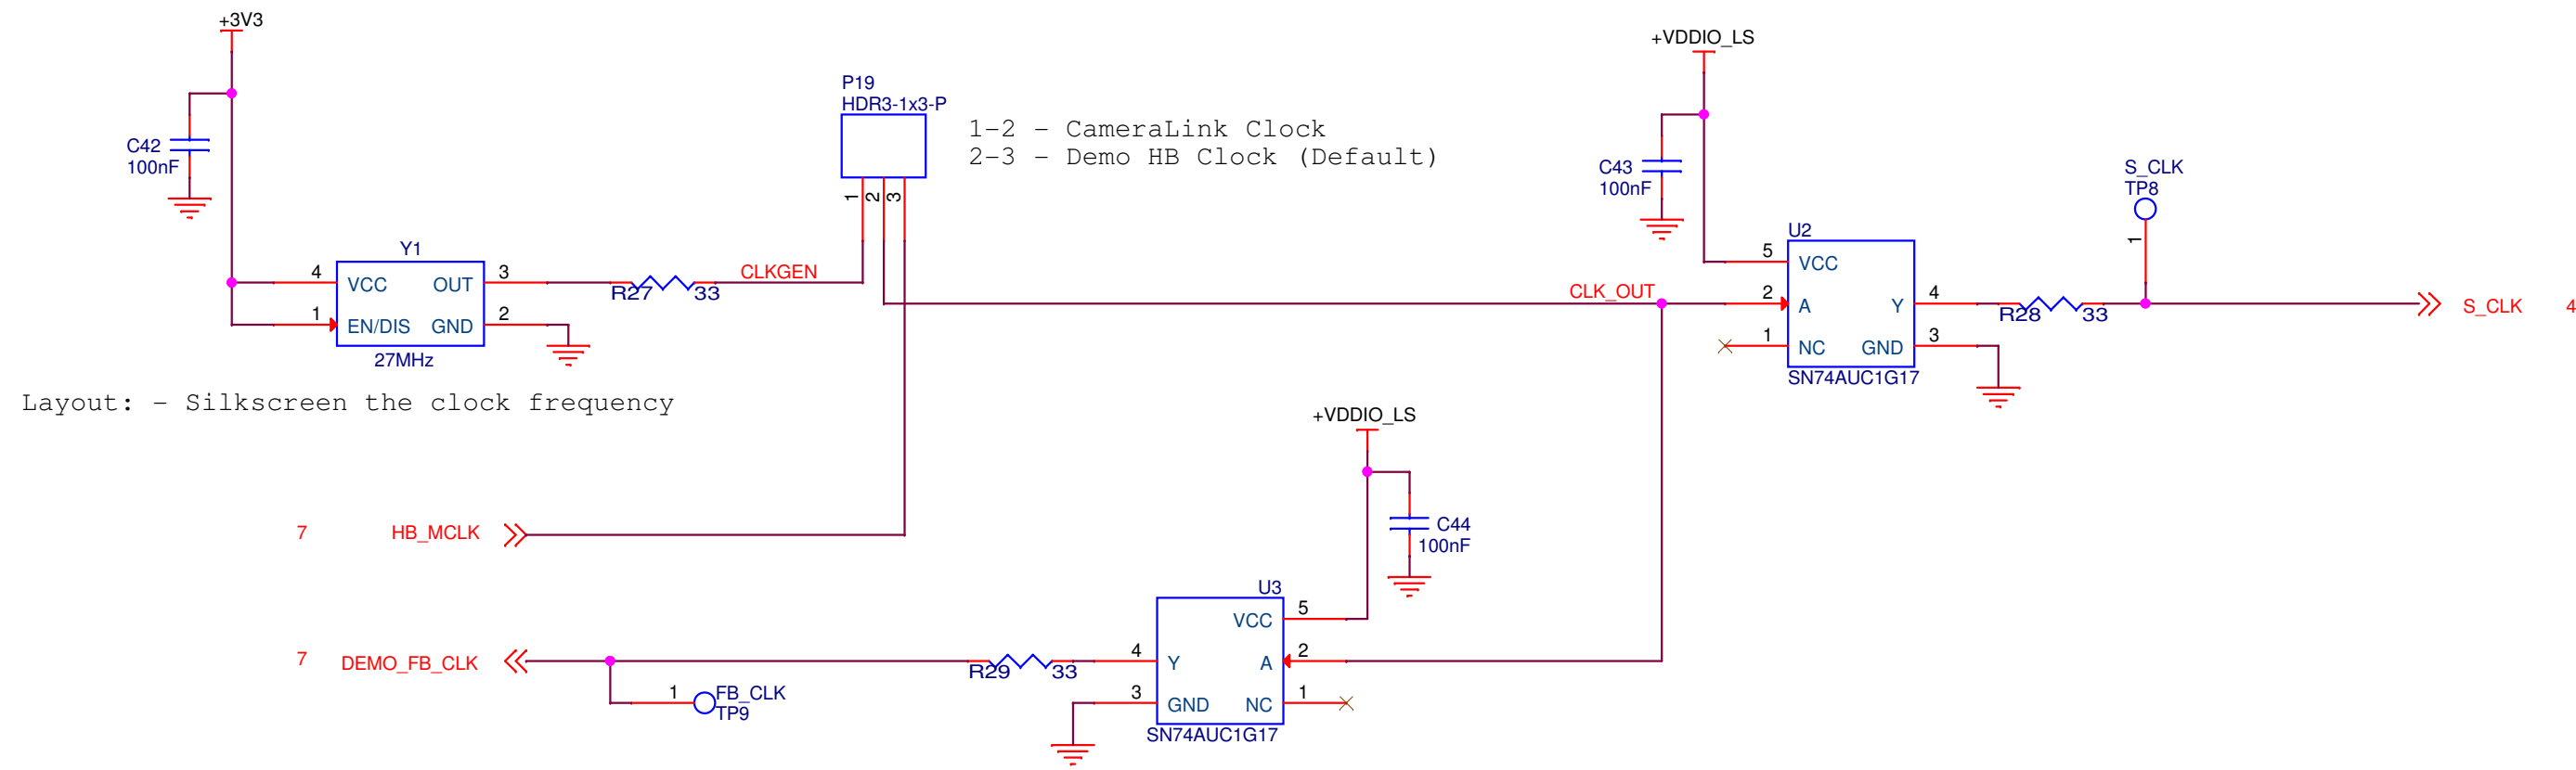 +3V3
C42
100nF
Y1
4
VCC
OUT
3
1
EN/DIS
GND
2
27MHz
R27
33
CLKGEN
Layout: - Silkscreen the clock frequency
P19
HDR3-1x3-P
1
2
3
1-2 - CameraLink Clock
2-3 - Demo HB Clock (Default)
+VDDIO_LS
C43
100nF
CLK_OUT
U2
5
VCC
2
A
Y
4
1
NC
GND
3
SN74AUC1G17
R28
33
S_CLK
TP8
1
S_CLK
4
+VDDIO_LS
C44
100nF
7
HB_MCLK
U3
VCC
5
4
Y
A
2
3
GND
NC
1
SN74AUC1G17
R29
33
7
DEMO_FB_CLK
1
FB_CLK
TP9